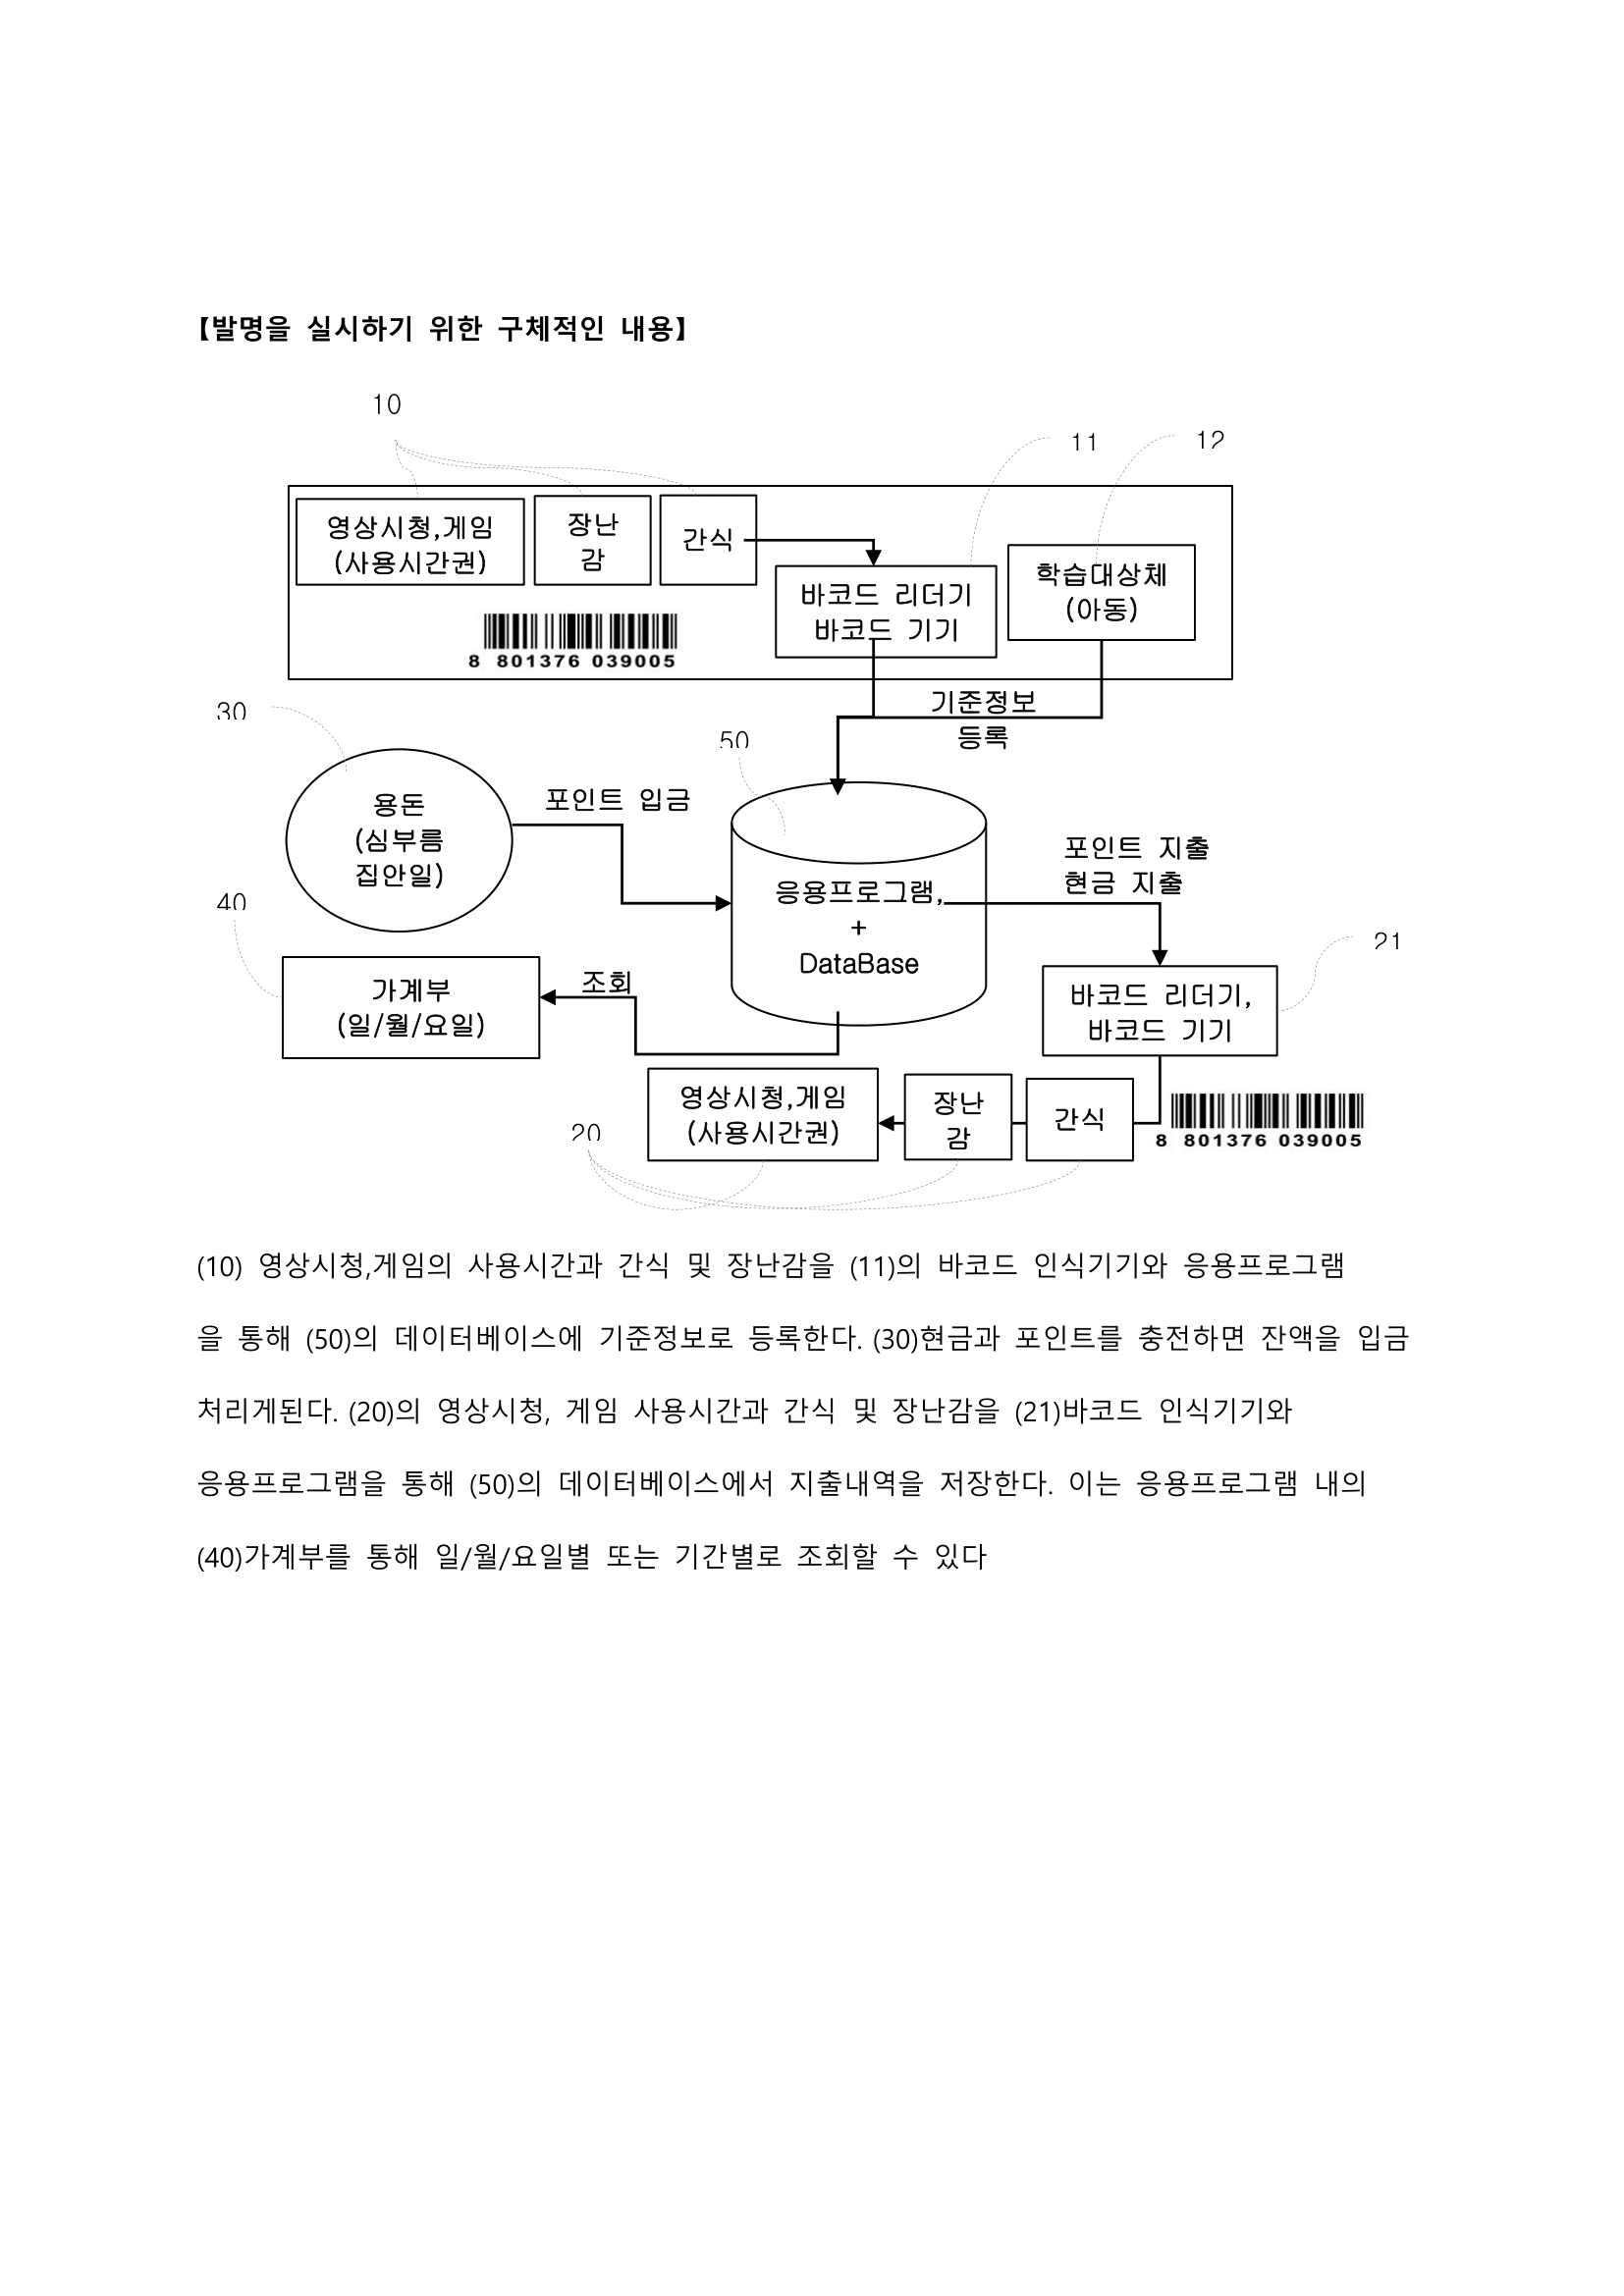 【발명을 실시하기 위한 구체적인 내용】
10
11
12
영상시청,게임
(사용시간권)
장난
감
간식
바코드 리더기
바코드 기기
학습대상체
(아동)
8 801376 039005
기준정보
등록
30
50
용돈
(심부름
집안일)
포인트 입금
포인트 지출
현금 지출
응용프로그램,
+
DataBase
40
21
가계부
(일/월/요일)
조회
바코드 리더기,
바코드 기기
영상시청,게임
(사용시간권)
장난
감
간식
8 801376 039005
20
(10) 영상시청,게임의 사용시간과 간식 및 장난감을 (11)의 바코드 인식기기와 응용프로그램
을 통해 (50)의 데이터베이스에 기준정보로 등록한다. (30)현금과 포인트를 충전하면 잔액을 입금
처리게된다. (20)의 영상시청, 게임 사용시간과 간식 및 장난감을 (21)바코드 인식기기와
응용프로그램을 통해 (50)의 데이터베이스에서 지출내역을 저장한다. 이는 응용프로그램 내의
(40)가계부를 통해 일/월/요일별 또는 기간별로 조회할 수 있다